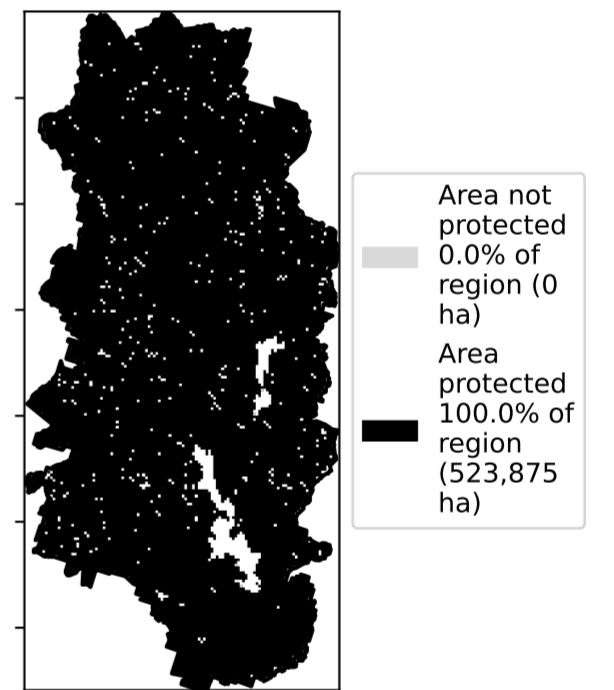 Area not
protected
0.0% of
region (0
ha)
Area
protected
100.0% of
region
(523,875
ha)